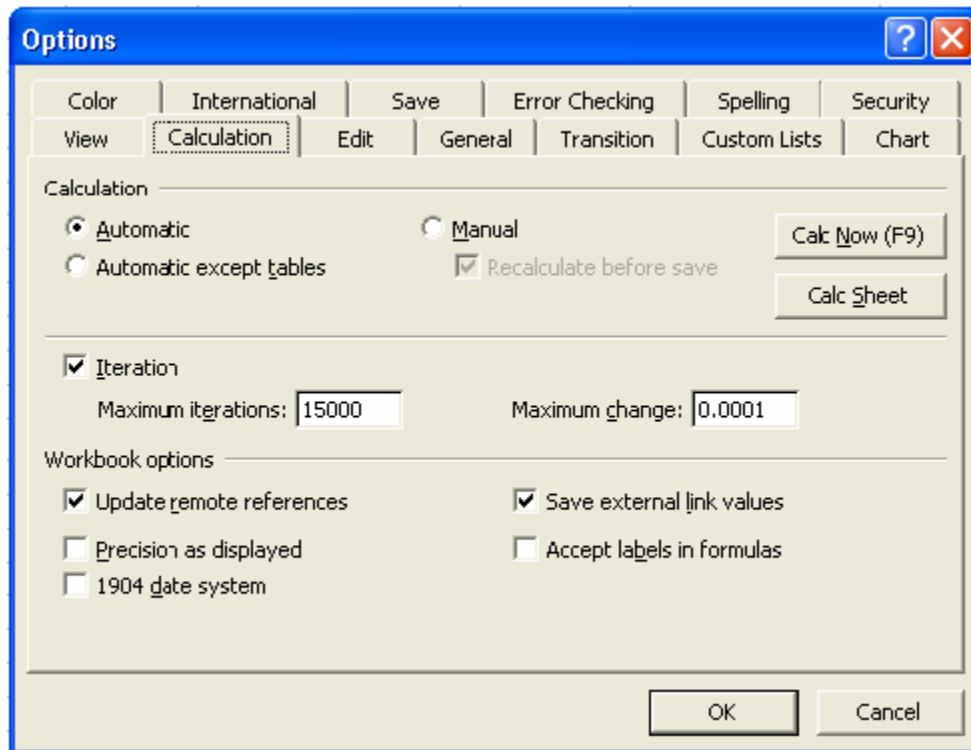 Options
Color International Save Error Checking Spelling Security
View Calculation Edit General Transition Custom Lists Chart
Calculation
Automatic Manual Calc Now (F9)
Automatic except tables Recalculate before save
Calc Sheet
Iteration
Maximum iterations: 15000 Maximum change: 0.0001
Workbook options
Update remote references Save external link values
Precision as displayed Accept labels in formulas
1904 date system
OK Cancel